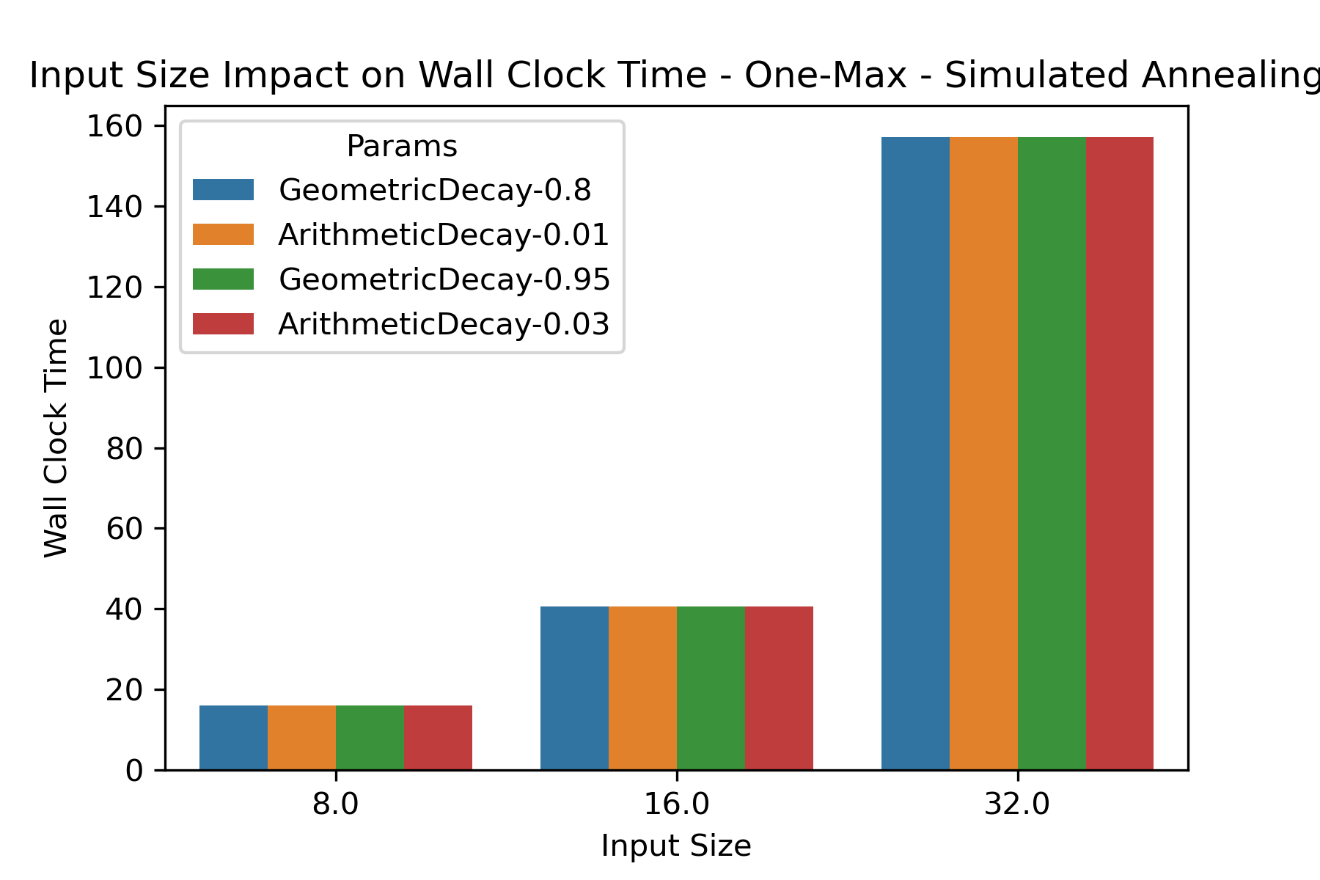 Input Size Impact on Wall Clock Time - One-Max - Simulated Annealing
160
140
120
100
80
60
40
20
0
Wall Clock Time
Params
GeometricDecay-0.8
ArithmeticDecay-0.01
GeometricDecay-0.95
ArithmeticDecay-0.03
8.0
16.0
32.0
Input Size